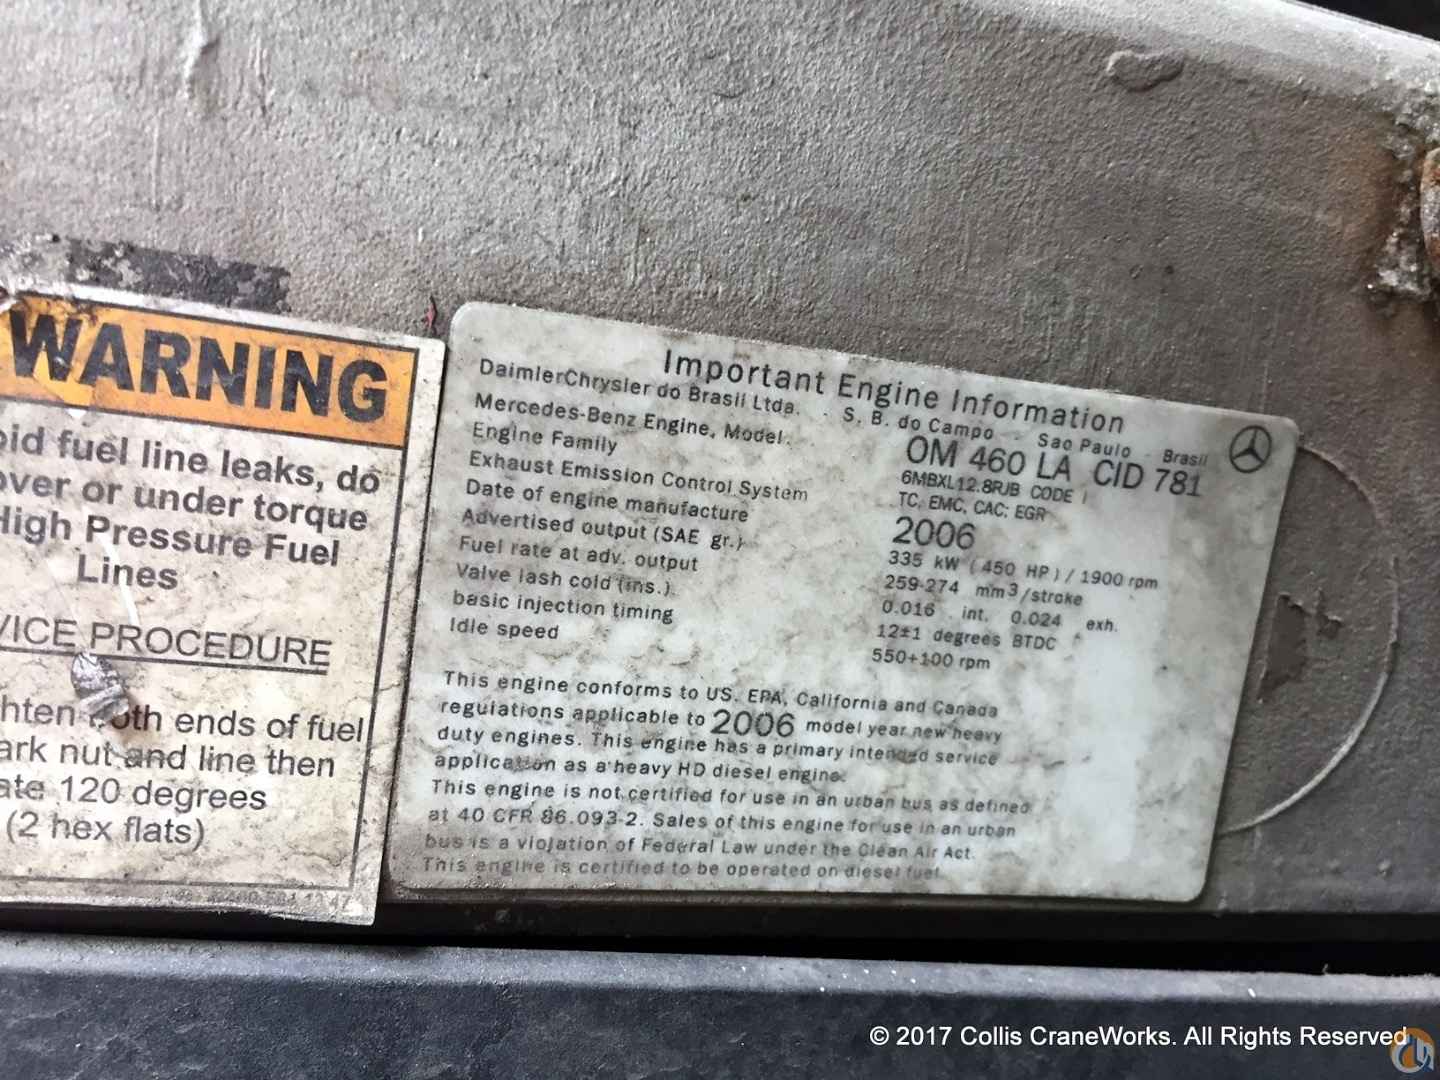 WARNING
fuel line leaks, do
over or under torque
High Pressure Fuel
Lines
PROCEDURE
both ends of fuel
nut and line then
120 degrees
(2 hex flats)
Important Engine Information
DaimlerChrysler do Brasil Ltda. - S. B. do Campo - Sao Paulo - Brasil
Mercedes-Benz Engine, Model. OM 460 LA CID 781
Engine Family 6MBXL12.8RJB CODE
Exhaust Emission Control System TC, EMC, CAC; EGR
Date of engine manufacture 2006
Advertised output (SAE gr.) 335 kW (450 HP) / 1900 rpm
Fuel rate at adv. output 259-274 mm3/stroke
Valve lash cold (ins.) 0.016 int. 0.024 exh.
basic injection timing 12±1 degrees BTDC
Idle speed 550+100 rpm
This engine conforms to US. EPA, California and Canada
regulations applicable to 2006 model year new heavy
duty engines. This engine has a primary intended service
application as a heavy HD diesel engine.
This engine is not certified for use in an urban bus as defined
at 40 CFR 86.093-2. Sales of this engine for use in an urban
bus is a violation of Federal Law under the Clean Air Act.
This engine is certified to be operated on diesel fuel
© 2017 Collis CraneWorks. All Rights Reserved.